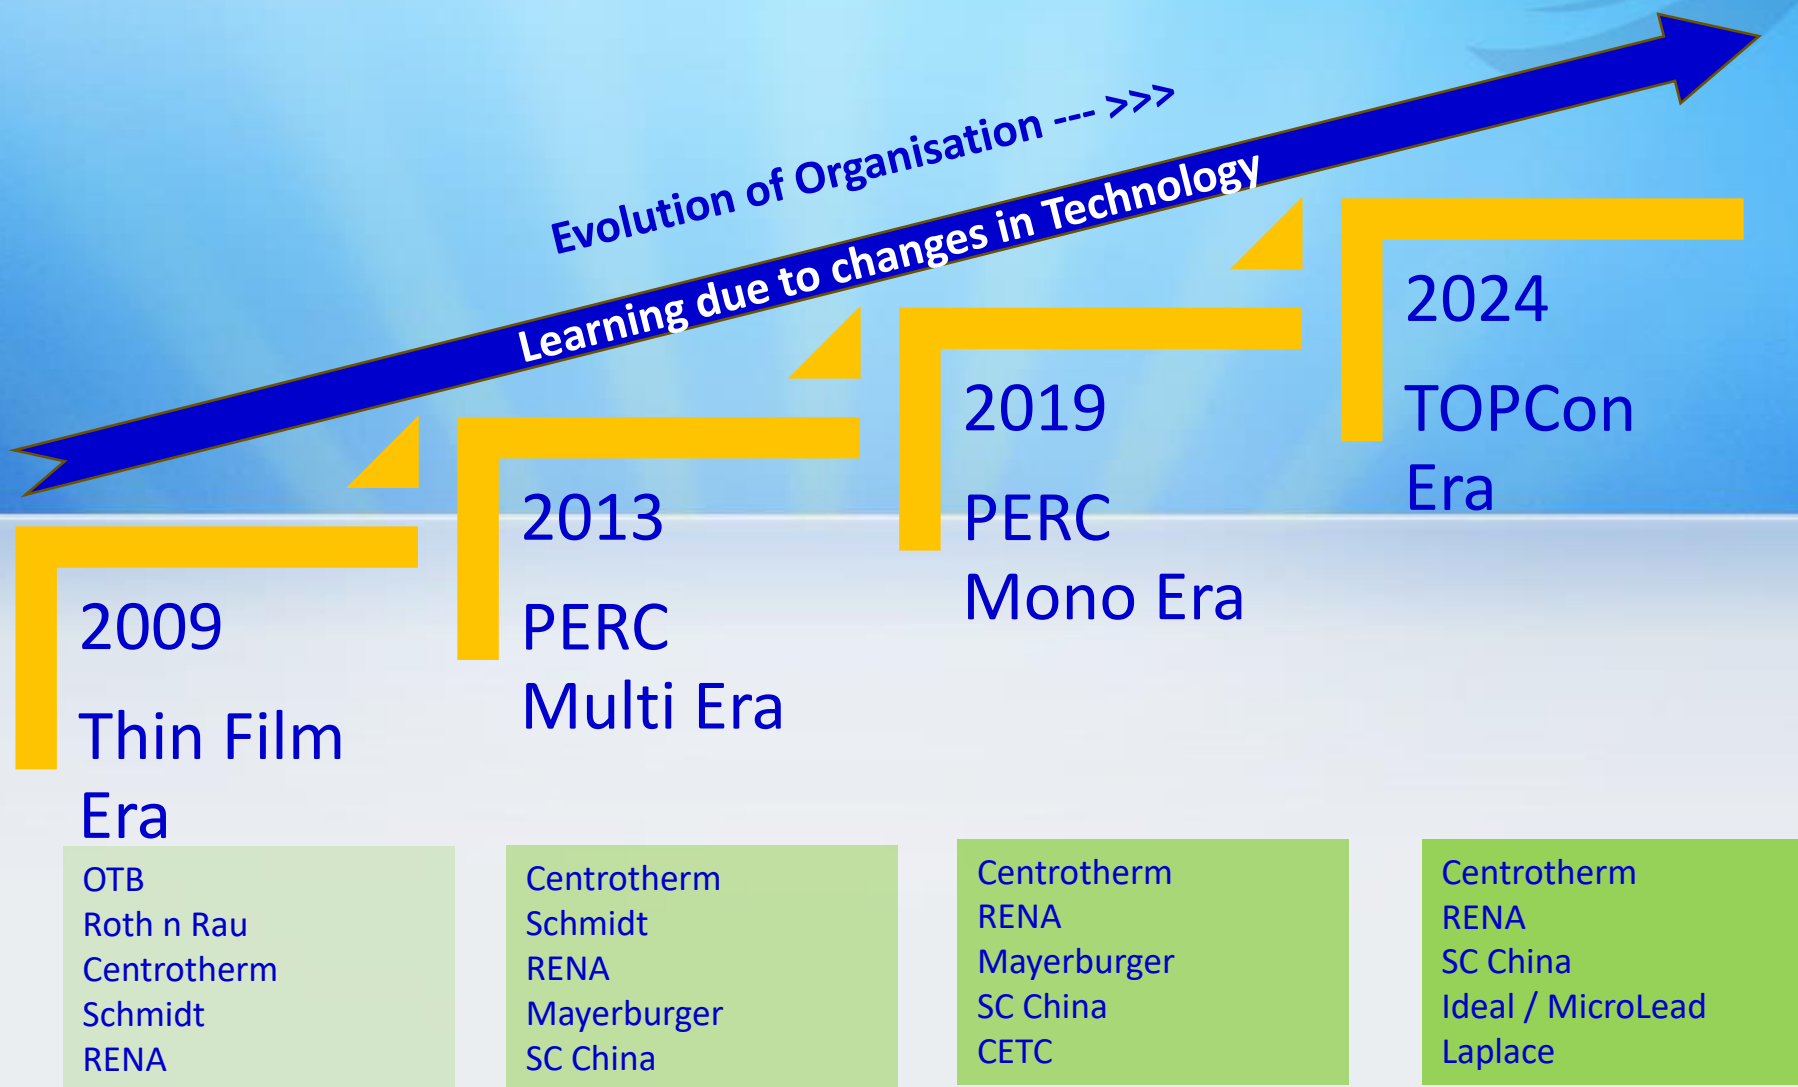 Evolution of Organisation --- >>>
Learning due to changes in Technology
2009
Thin Film
Era
2013
PERC
Multi Era
2019
PERC
Mono Era
2024
TOPCon
Era
OTB
Roth n Rau
Centrotherm
Schmidt
RENA
Centrotherm
Schmidt
RENA
Mayerburger
SC China
Centrotherm
RENA
Mayerburger
SC China
CETC
Centrotherm
RENA
SC China
Ideal / MicroLead
Laplace